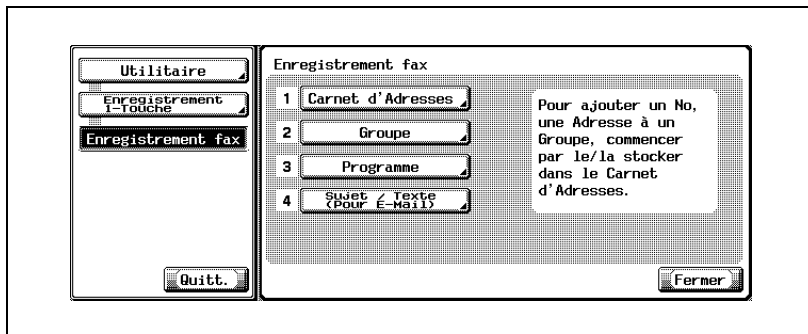 Utilitaire
Enregistrement
1-Touche
Enregistrement fax
Quitt.
Enregistrement fax
1 Carnet d'Adresses
2 Groupe
3 Programme
4 Sujet / Texte
(Pour E-Mail)
Pour ajouter un No,
une Adresse à un
Groupe, commencer
par le/la stocker
dans le Carnet
d'Adresses.
Fermer